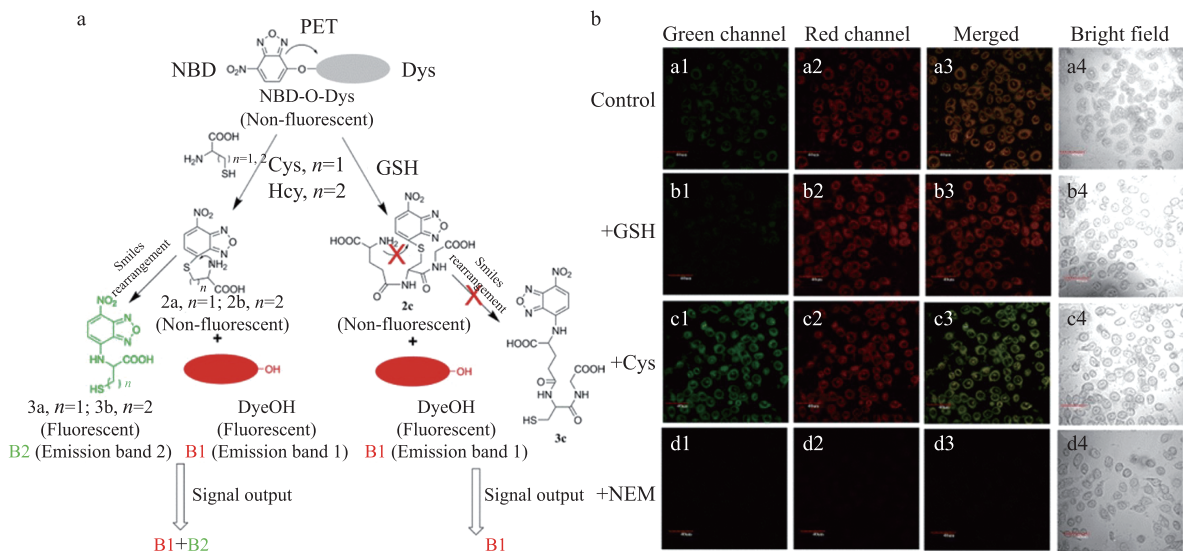 a
PET
NBD
O₂N
N
O
N
O
Dys
NBD-O-Dys
(Non-fluorescent)
COOH
H₂N
n=1, 2
SH
Cys, n=1
Hcy, n=2
GSH
Smiles
rearrangement
NO₂
N
O
N
S
NH₂
n
COOH
2a, n=1; 2b, n=2
(Non-fluorescent)
+
OH
DyeOH
(Fluorescent)
B1 (Emission band 1)
NO₂
N
O
N
HN
COOH
HS
n
3a, n=1; 3b, n=2
(Fluorescent)
B2 (Emission band 2)
Signal output
B1+B2
NO₂
N
O
N
HOOC
NH₂
X
S
COOH
HN
O
N
H
O
2c
(Non-fluorescent)
+
OH
DyeOH
(Fluorescent)
B1 (Emission band 1)
Smiles
rearrangement
X
NO₂
N
O
N
NH
HOOC
COOH
O
NH
HN
HS
O
3c
Signal output
B1
b
Green channel
Red channel
Merged
Bright field
Control
a1
a2
a3
a4
+GSH
b1
b2
b3
b4
+Cys
c1
c2
c3
c4
+NEM
d1
d2
d3
d4